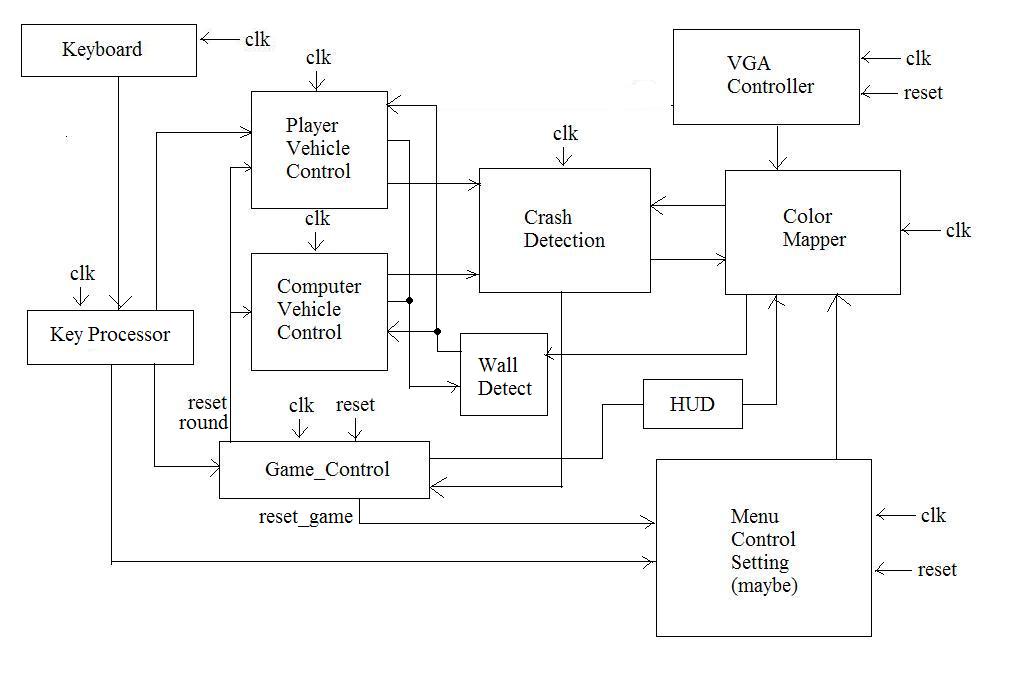 Keyboard
clk
clk
VGA
Controller
clk
reset
Player
Vehicle
Control
clk
clk
Crash
Detection
Color
Mapper
clk
clk
Computer
Vehicle
Control
clk
Key Processor
Wall
Detect
HUD
reset
round
clk
reset
Game_Control
reset_game
Menu
Control
Setting
(maybe)
clk
reset